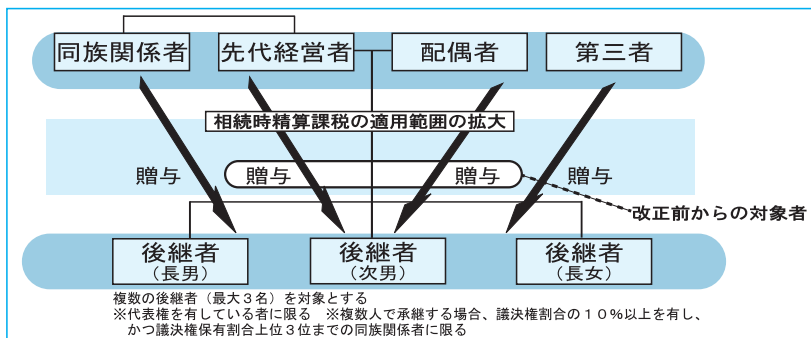 同族関係者 先代経営者 配偶者 第三者
相続時精算課税の適用範囲の拡大
贈与 贈与 贈与 贈与
改正前からの対象者
後継者 後継者 後継者
（長男） （次男） （長女）
複数の後継者（最大３名）を対象とする
※代表権を有している者に限る　※複数人で承継する場合、議決権割合の１０％以上を有し、
かつ議決権保有割合上位３位までの同族関係者に限る